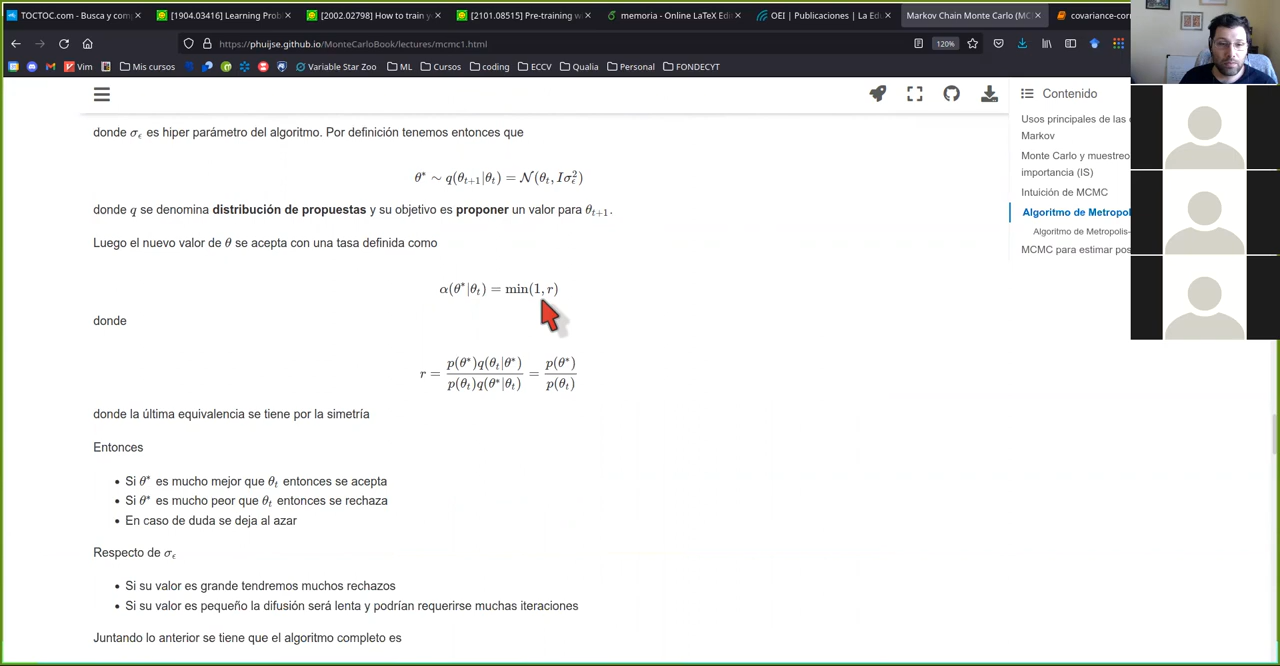 TOCTOC.com - Busca y comp
[1904.03416] Learning Prob
[2002.02798] How to train y
[2101.08515] Pre-training w
memoria - Online LaTeX Edi
OEI | Publicaciones | La Edu
Markov Chain Monte Carlo (MC
covariance-corr
https://phuijse.github.io/MonteCarloBook/lectures/mcmc1.html
120%
Vim
Mis cursos
Variable Star Zoo
ML
Cursos
coding
ECCV
Qualia
Personal
FONDECYT
donde σ_ϵ es hiper parámetro del algoritmo. Por definición tenemos entonces que
θ* ∼ q(θ_{t+1}|θ_t) = N(θ_t, Iσ_ϵ^2)
donde q se denomina distribución de propuestas y su objetivo es proponer un valor para θ_{t+1}.
Luego el nuevo valor de θ se acepta con una tasa definida como
α(θ*|θ_t) = min(1, r)
donde
r = p(θ*)q(θ_t|θ*) / p(θ_t)q(θ*|θ_t) = p(θ*) / p(θ_t)
donde la última equivalencia se tiene por la simetría
Entonces
• Si θ* es mucho mejor que θ_t entonces se acepta
• Si θ* es mucho peor que θ_t entonces se rechaza
• En caso de duda se deja al azar
Respecto de σ_ϵ
• Si su valor es grande tendremos muchos rechazos
• Si su valor es pequeño la difusión será lenta y podrían requerirse muchas iteraciones
Juntando lo anterior se tiene que el algoritmo completo es
Contenido
Usos principales de las
Markov
Monte Carlo y muestreo
importancia (IS)
Intuición de MCMC
Algoritmo de Metropol
Algoritmo de Metropolis-
MCMC para estimar pos